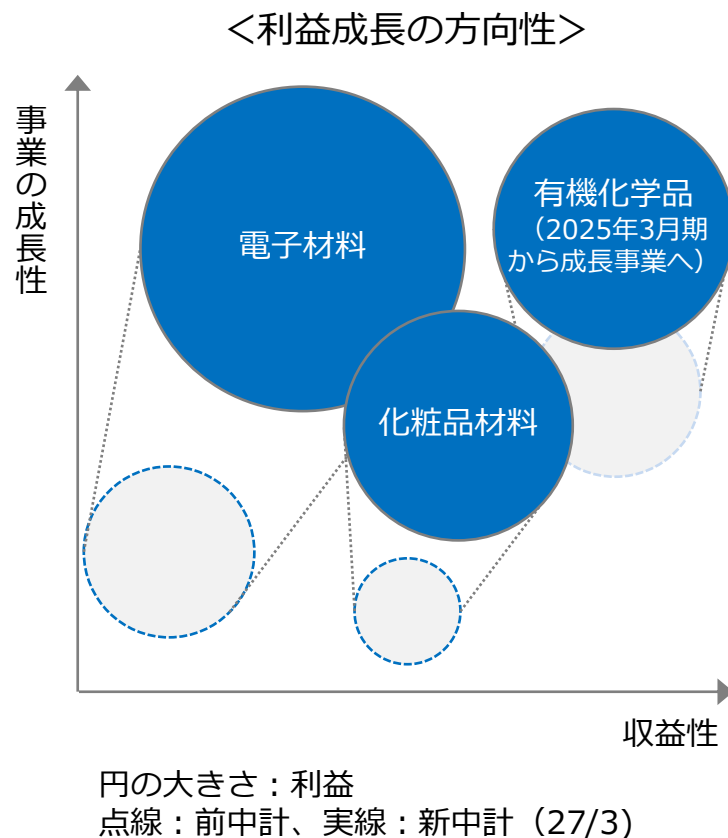 ＜利益成長の方向性＞
事業の成長性
電子材料
有機化学品
（2025年3月期
から成長事業へ）
化粧品材料
収益性
円の大きさ：利益
点線：前中計、実線：新中計（27/3)